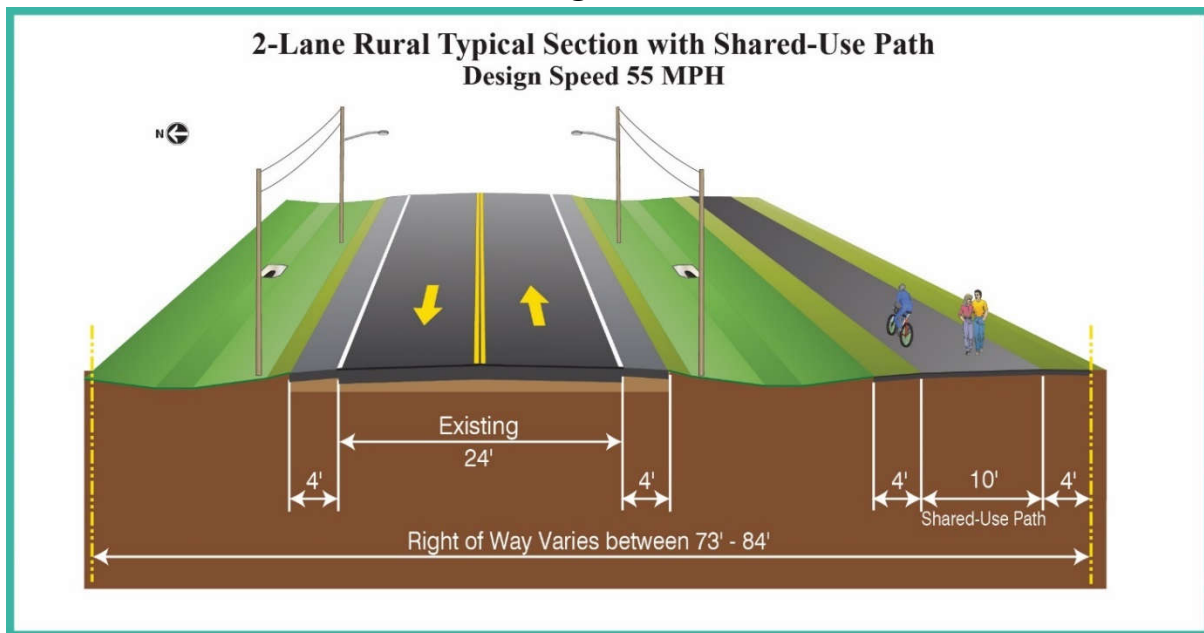 2-Lane Rural Typical Section with Shared-Use Path
Design Speed 55 MPH
N
Existing
24'
4'
4'
4'
10'
4'
Shared-Use Path
Right of Way Varies between 73' - 84'